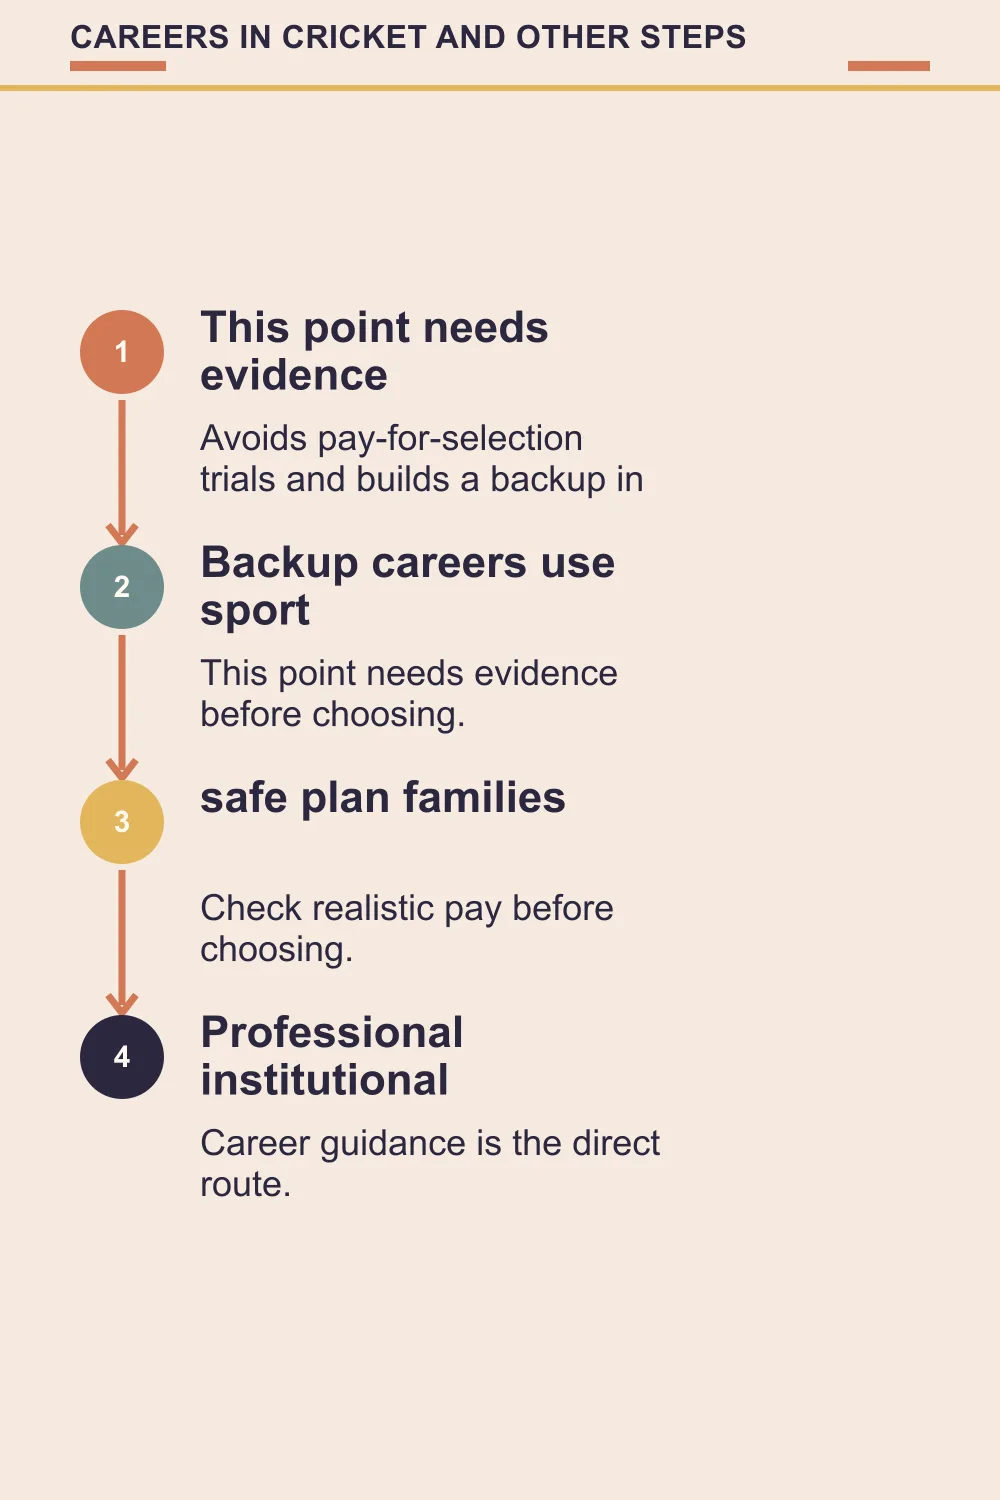 CAREERS IN CRICKET AND OTHER STEPS
1
This point needs
evidence
Avoids pay-for-selection
trials and builds a backup in
2
Backup careers use
sport
This point needs evidence
before choosing.
3
safe plan families
Check realistic pay before
choosing.
4
Professional
institutional
Career guidance is the direct
route.